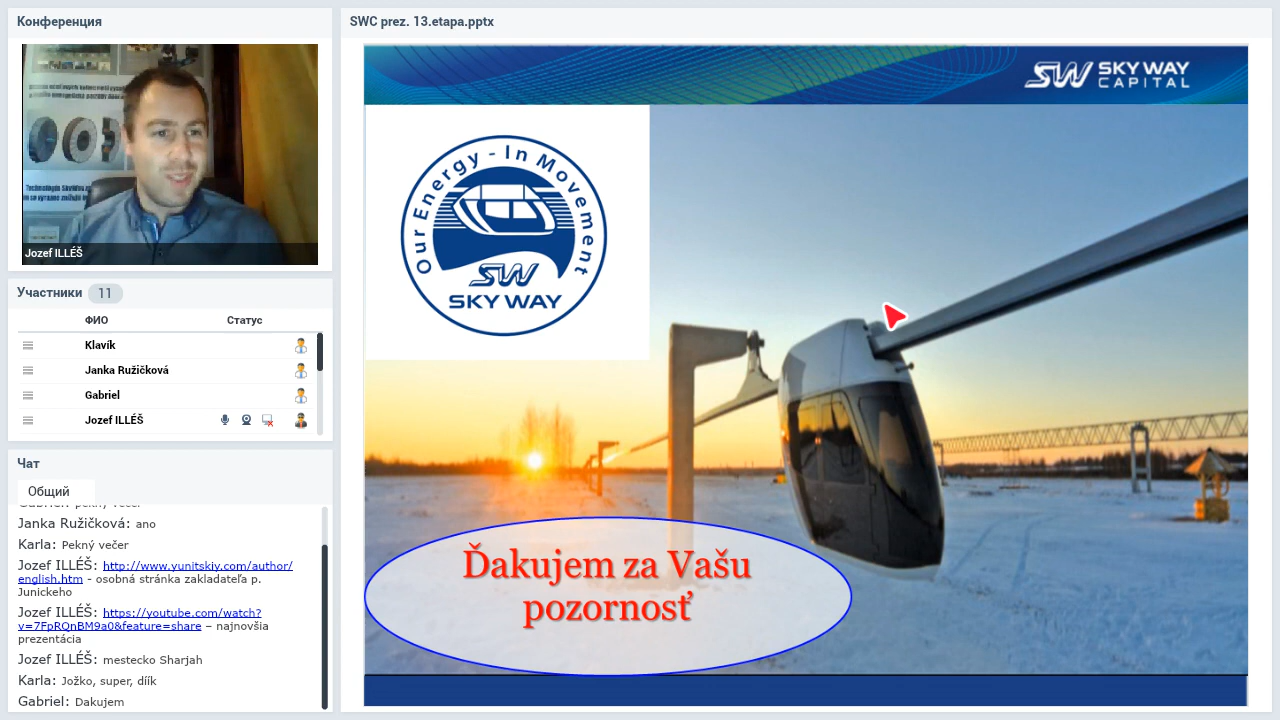 Конференция
Jozef ILLÉŠ
Участники 11
ФИО Статус
Klavík
Janka Ružičková
Gabriel
Jozef ILLÉŠ
Чат
Общий
Gabriel: pekný večer
Janka Ružičková: ano
Karla: Pekný večer
Jozef ILLÉŠ: http://www.yunitskiy.com/author/
english.htm - osobná stránka zakladateľa p.
Junickeho
Jozef ILLÉŠ: https://youtube.com/watch?
v=7FpRQnBM9a0&feature=share – najnovšia
prezentácia
Jozef ILLÉŠ: mestecko Sharjah
Karla: Jožko, super, díík
Gabriel: Dakujem
SWC prez. 13.etapa.pptx
SW SKY WAY
CAPITAL
Our Energy - In Movement
SW
SKY WAY
Ďakujem za Vašu
pozornosť